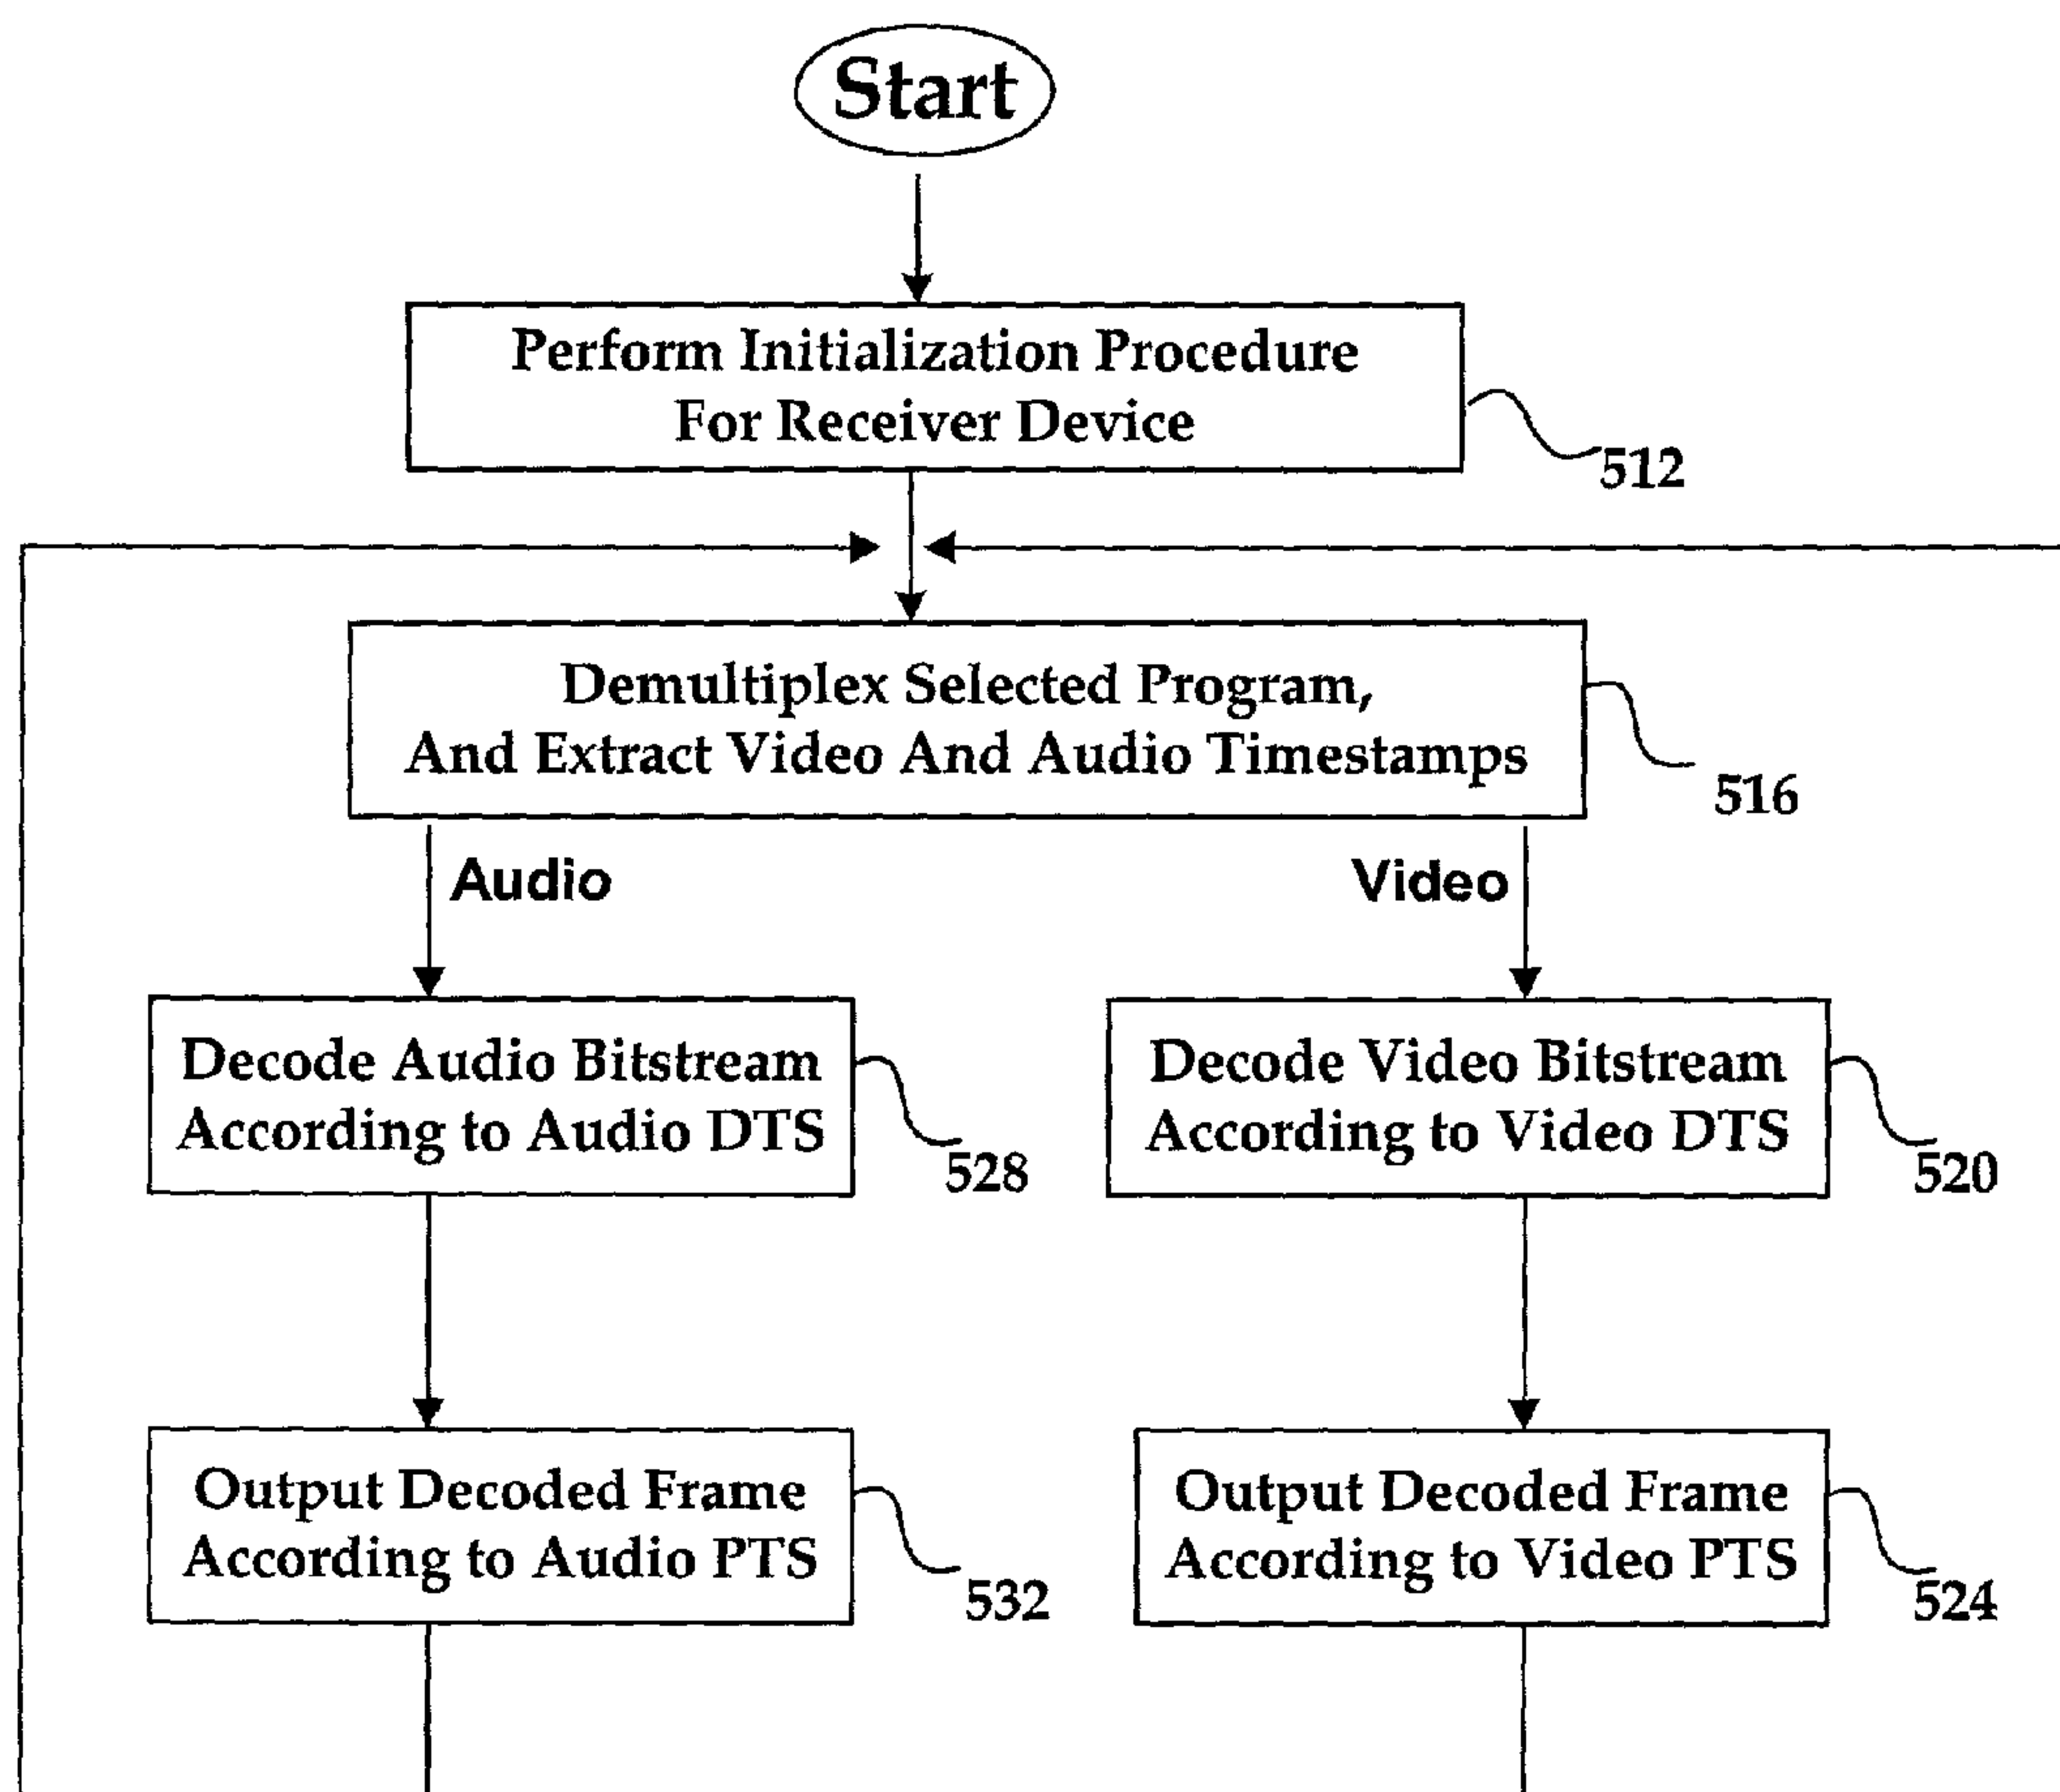 Start
Perform Initialization Procedure
For Receiver Device
512
Demultiplex Selected Program,
And Extract Video And Audio Timestamps
516
Audio
Video
Decode Audio Bitstream
According to Audio DTS
528
Decode Video Bitstream
According to Video DTS
520
Output Decoded Frame
According to Audio PTS
532
Output Decoded Frame
According to Video PTS
524